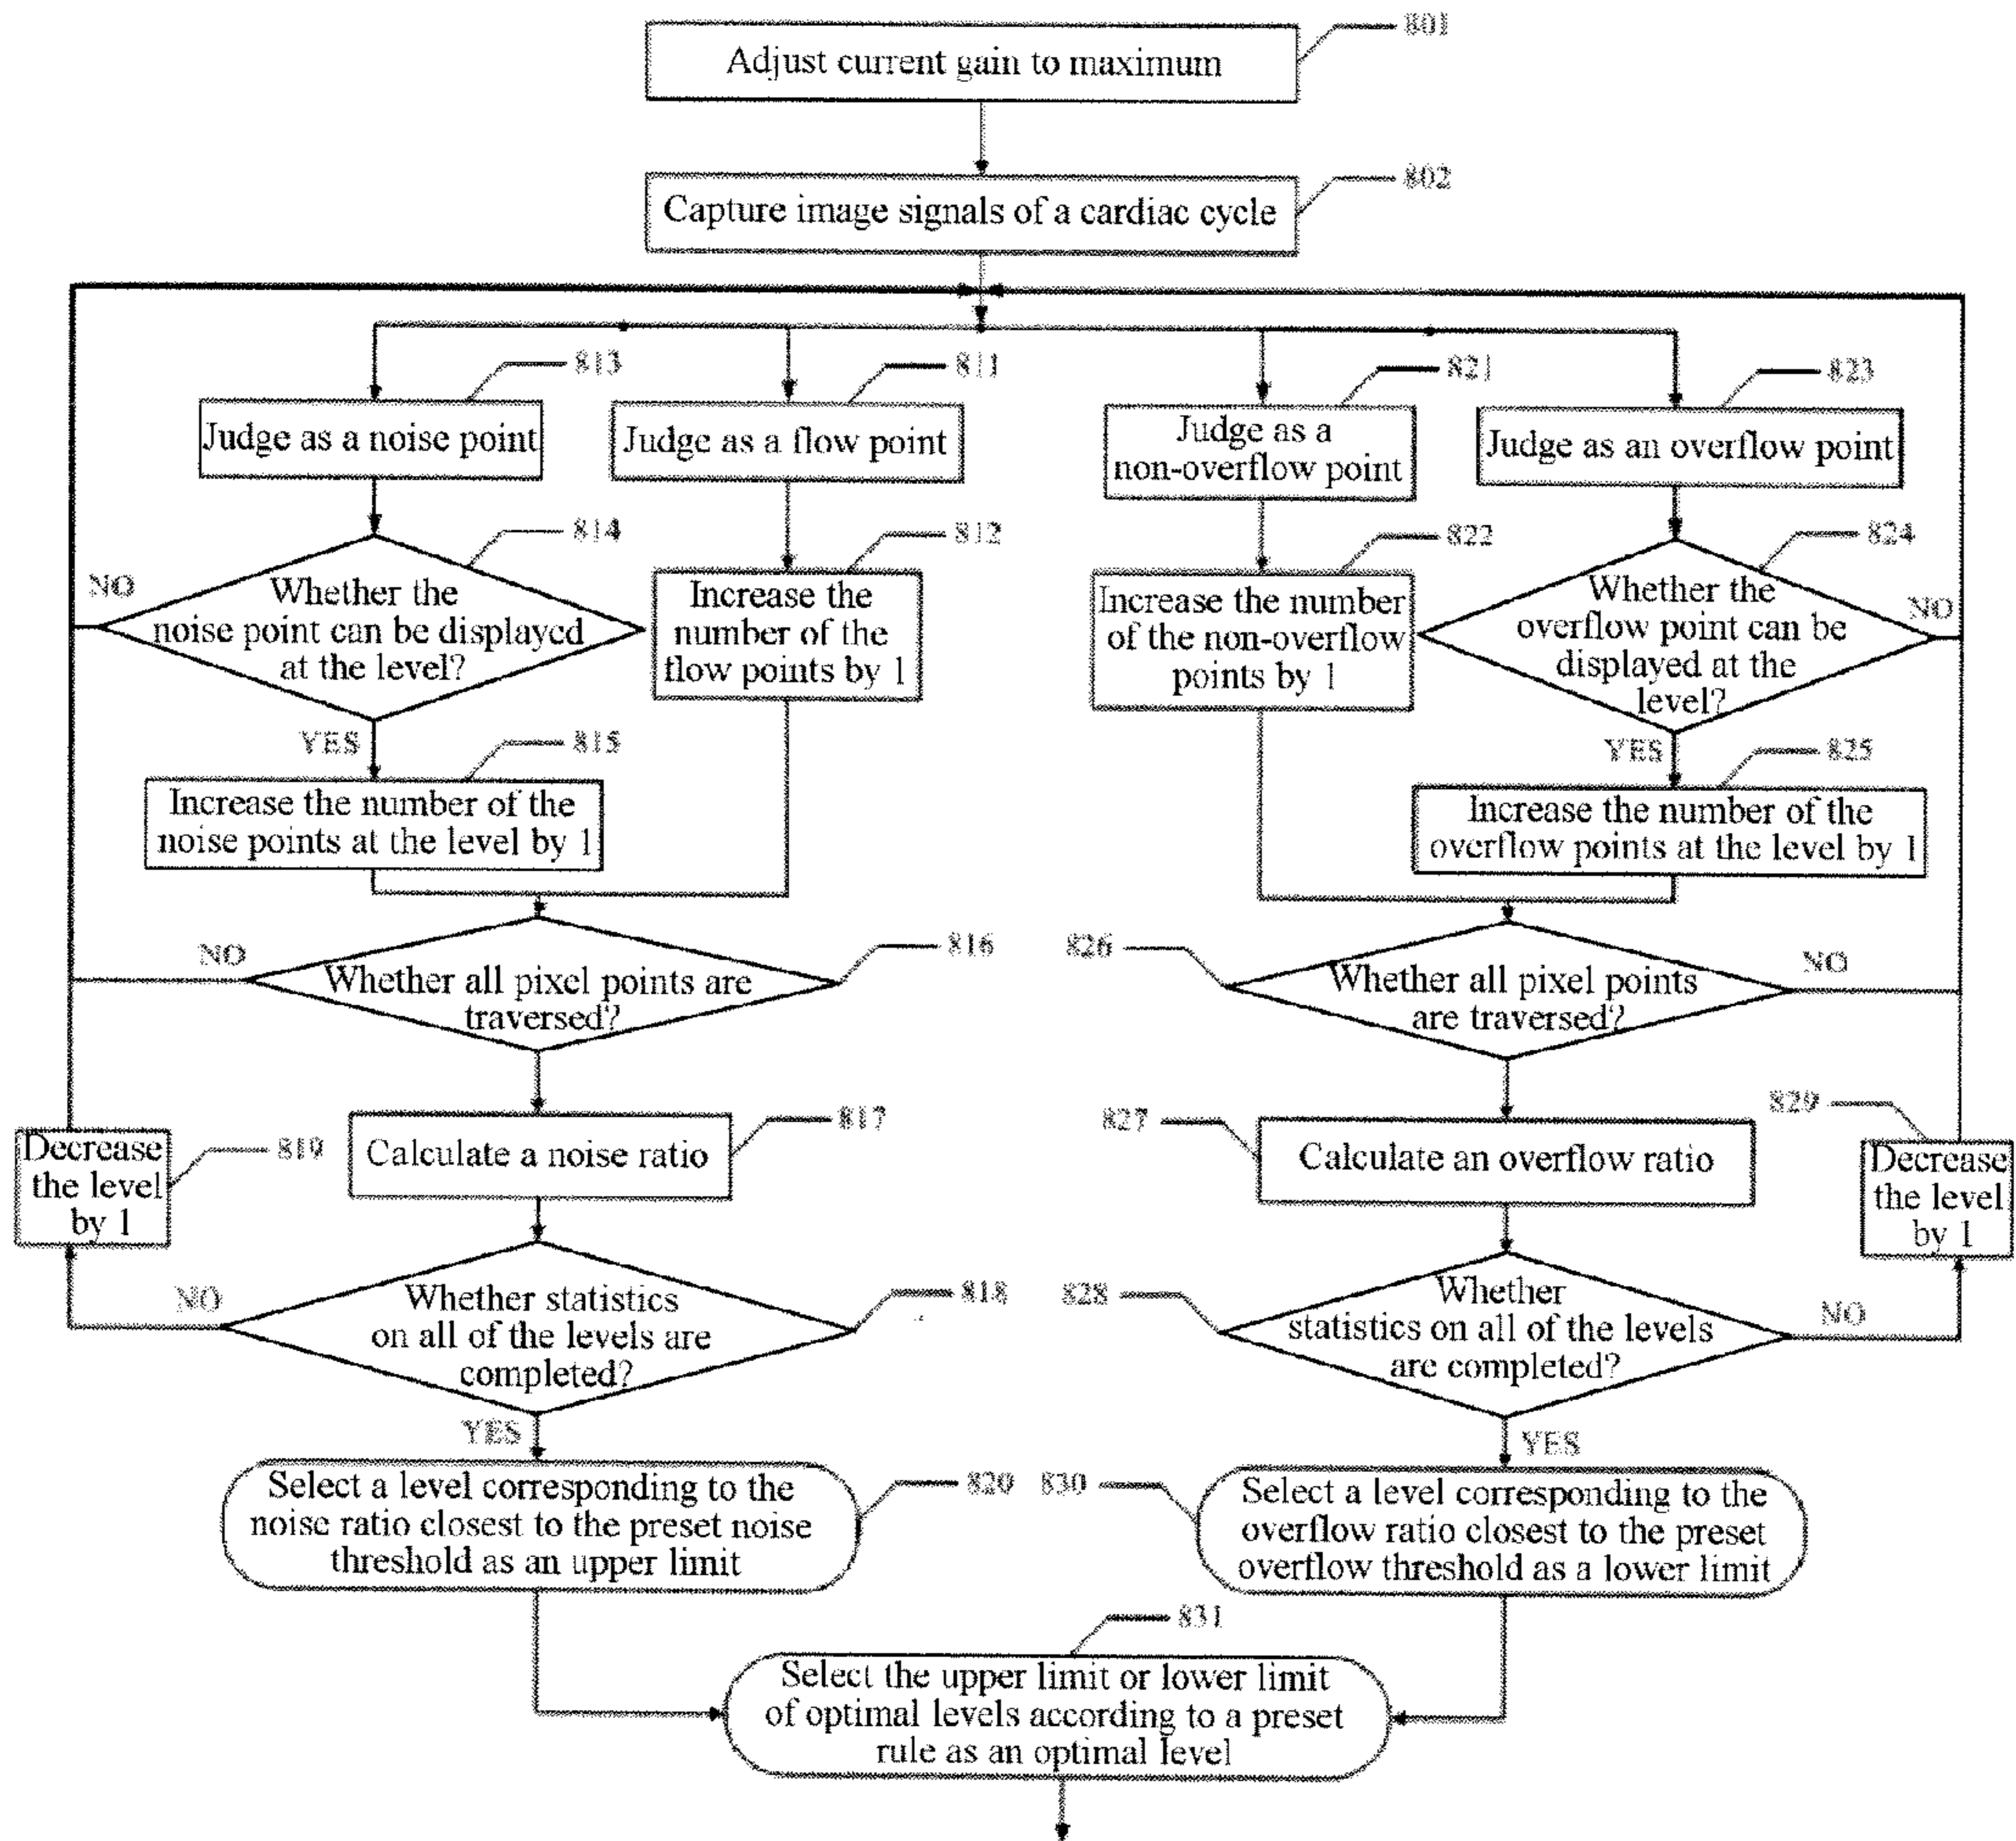 801
Adjust current gain to maximum
802
Capture image signals of a cardiac cycle
813
811
821
823
Judge as a noise point
Judge as a flow point
Judge as a
non-overflow point
Judge as an overflow point
814
812
822
824
NO
Whether the
noise point can be displayed
at the level?
Increase the
number of the
flow points by 1
Increase the number
of the non-overflow
points by 1
Whether the
overflow point can be
displayed at the
level?
NO
YES
815
YES
825
Increase the number of the
noise points at the level by 1
Increase the number of the
overflow points at the level by 1
NO
816
826
NO
Whether all pixel points are
traversed?
Whether all pixel points
are traversed?
819
817
827
829
Decrease
the level
by 1
Calculate a noise ratio
Calculate an overflow ratio
Decrease
the level
by 1
NO
818
828
NO
Whether statistics
on all of the levels are
completed?
Whether
statistics on all of the levels
are completed?
YES
YES
820
830
Select a level corresponding to the
noise ratio closest to the preset noise
threshold as an upper limit
Select a level corresponding to the
overflow ratio closest to the preset
overflow threshold as a lower limit
831
Select the upper limit or lower limit
of optimal levels according to a preset
rule as an optimal level